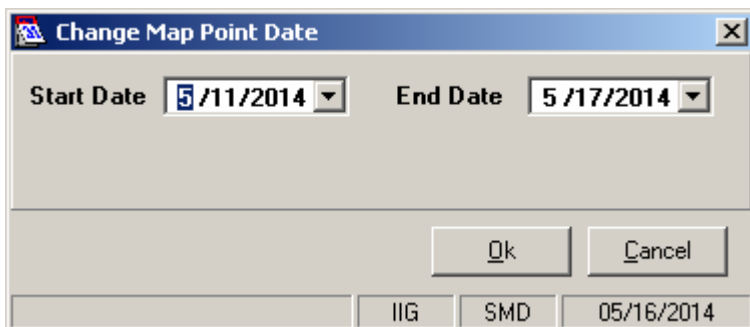 Change Map Point Date
Start Date 5/11/2014 End Date 5/17/2014
Ok Cancel
IIG SMD 05/16/2014